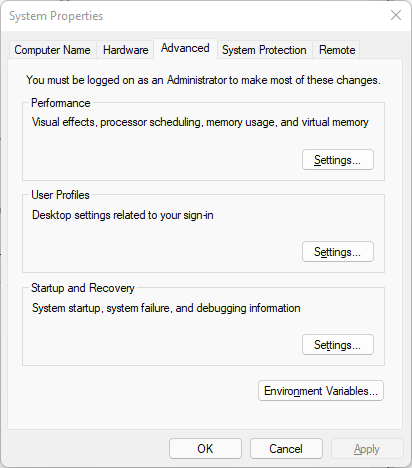 System Properties
Computer Name
Hardware
Advanced
System Protection
Remote
You must be logged on as an Administrator to make most of these changes.
Performance
Visual effects, processor scheduling, memory usage, and virtual memory
Settings...
User Profiles
Desktop settings related to your sign-in
Settings...
Startup and Recovery
System startup, system failure, and debugging information
Settings...
Environment Variables...
OK
Cancel
Apply